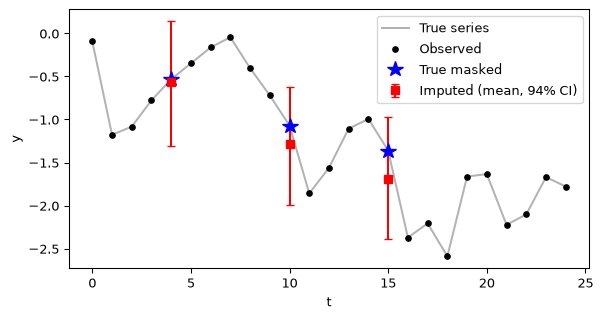 True series
Observed
True masked
Imputed (mean, 94% CI)
y
0.0
−0.5
−1.0
−1.5
−2.0
−2.5
0 5 10 15 20 25
t